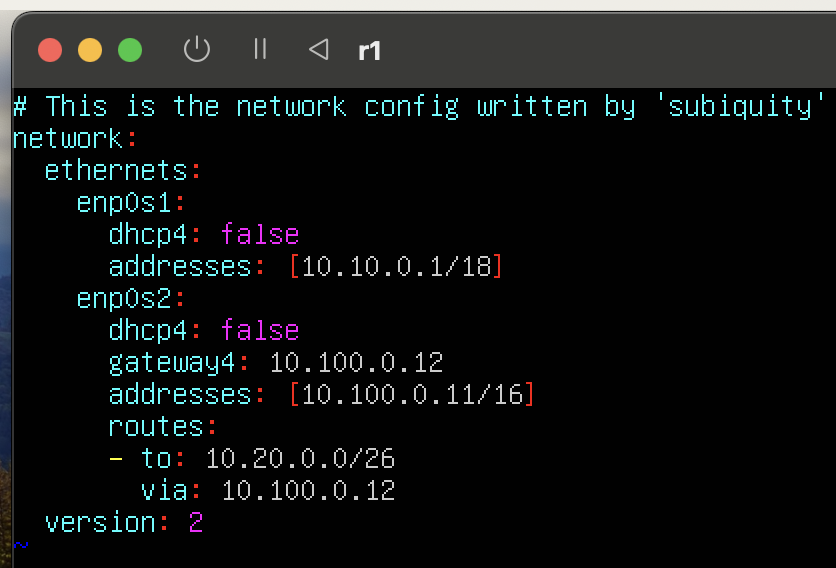 r1
# This is the network config written by 'subiquity'
network:
  ethernets:
    enp0s1:
      dhcp4: false
      addresses: [10.10.0.1/18]
    enp0s2:
      dhcp4: false
      gateway4: 10.100.0.12
      addresses: [10.100.0.11/16]
      routes:
      - to: 10.20.0.0/26
        via: 10.100.0.12
  version: 2
~